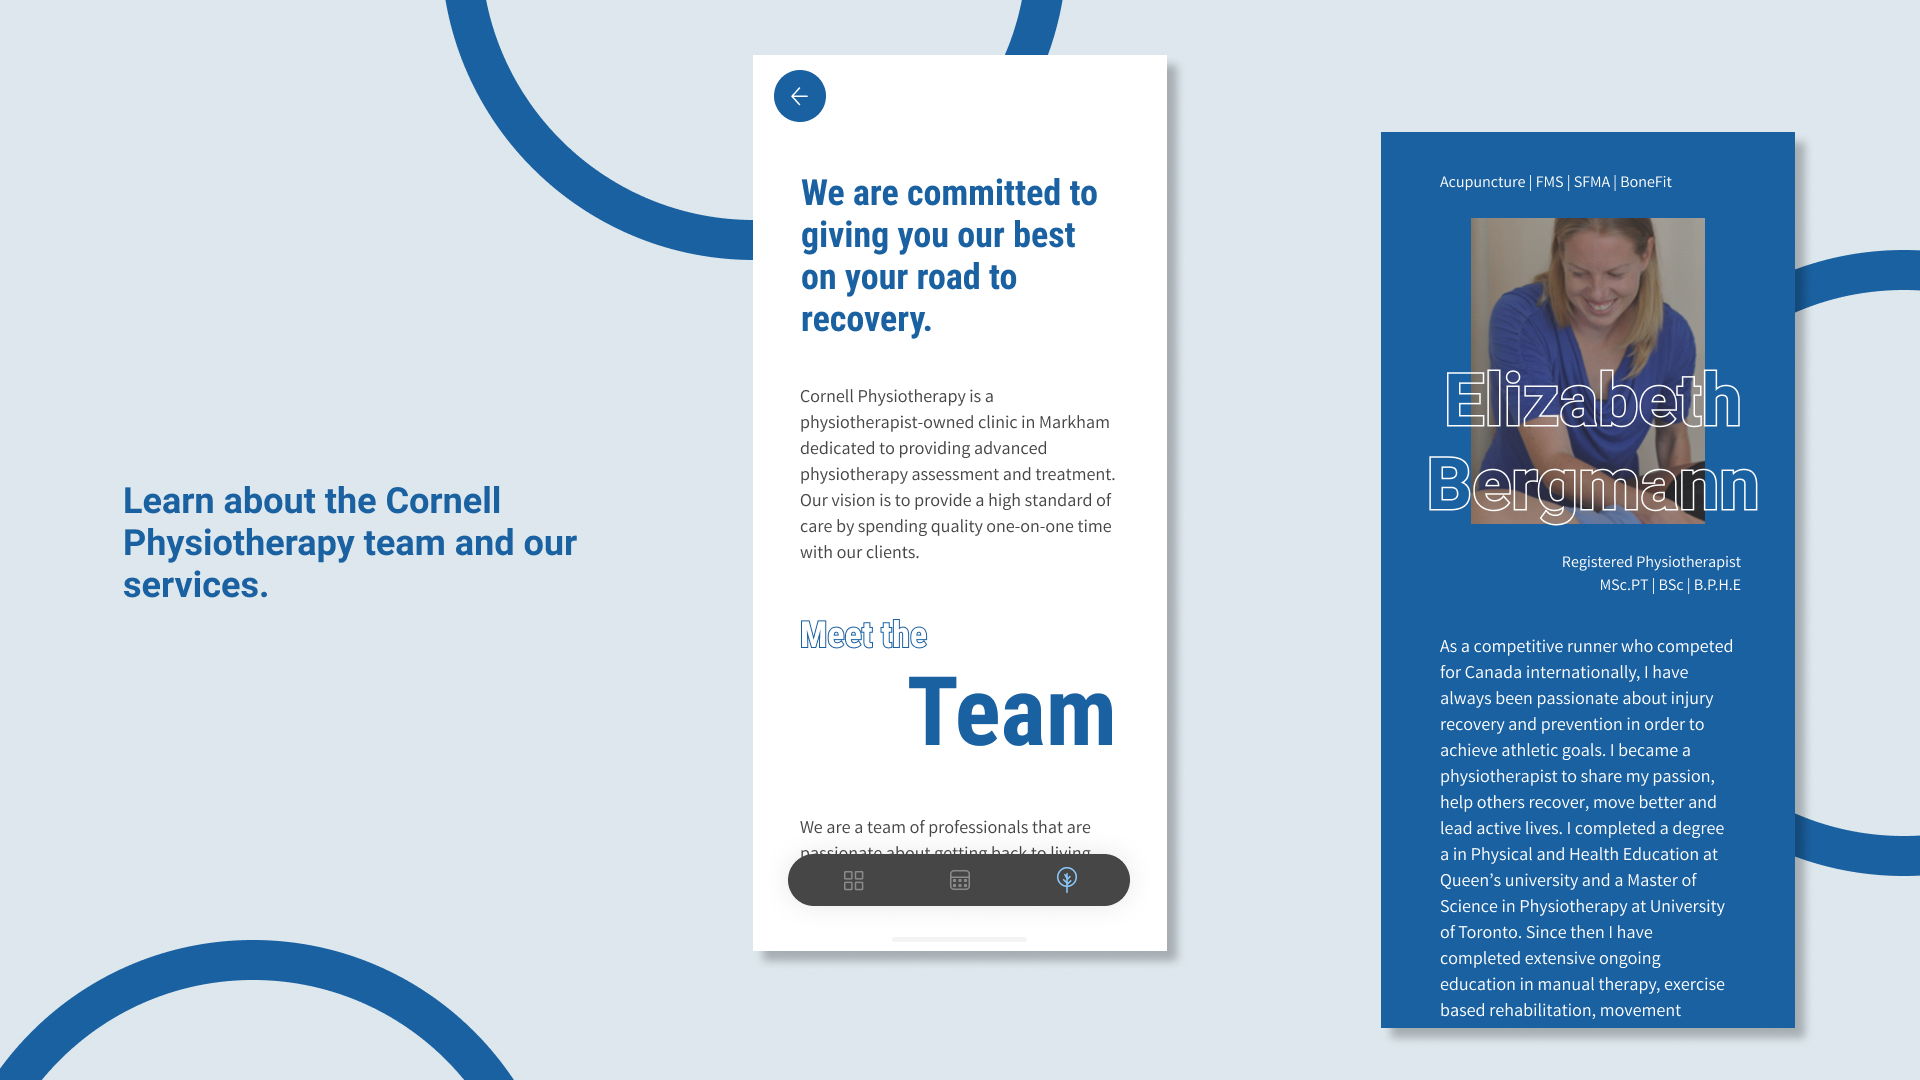 Learn about the Cornell
Physiotherapy team and our
services.
We are committed to
giving you our best
on your road to
recovery.
Cornell Physiotherapy is a
physiotherapist-owned clinic in Markham
dedicated to providing advanced
physiotherapy assessment and treatment.
Our vision is to provide a high standard of
care by spending quality one-on-one time
with our clients.
Meet the
Team
We are a team of professionals that are
passionate about getting back to living
Acupuncture | FMS | SFMA | BoneFit
Elizabeth
Bergmann
Registered Physiotherapist
MSc.PT | BSc | B.P.H.E
As a competitive runner who competed
for Canada internationally, I have
always been passionate about injury
recovery and prevention in order to
achieve athletic goals. I became a
physiotherapist to share my passion,
help others recover, move better and
lead active lives. I completed a degree
a in Physical and Health Education at
Queen’s university and a Master of
Science in Physiotherapy at University
of Toronto. Since then I have
completed extensive ongoing
education in manual therapy, exercise
based rehabilitation, movement